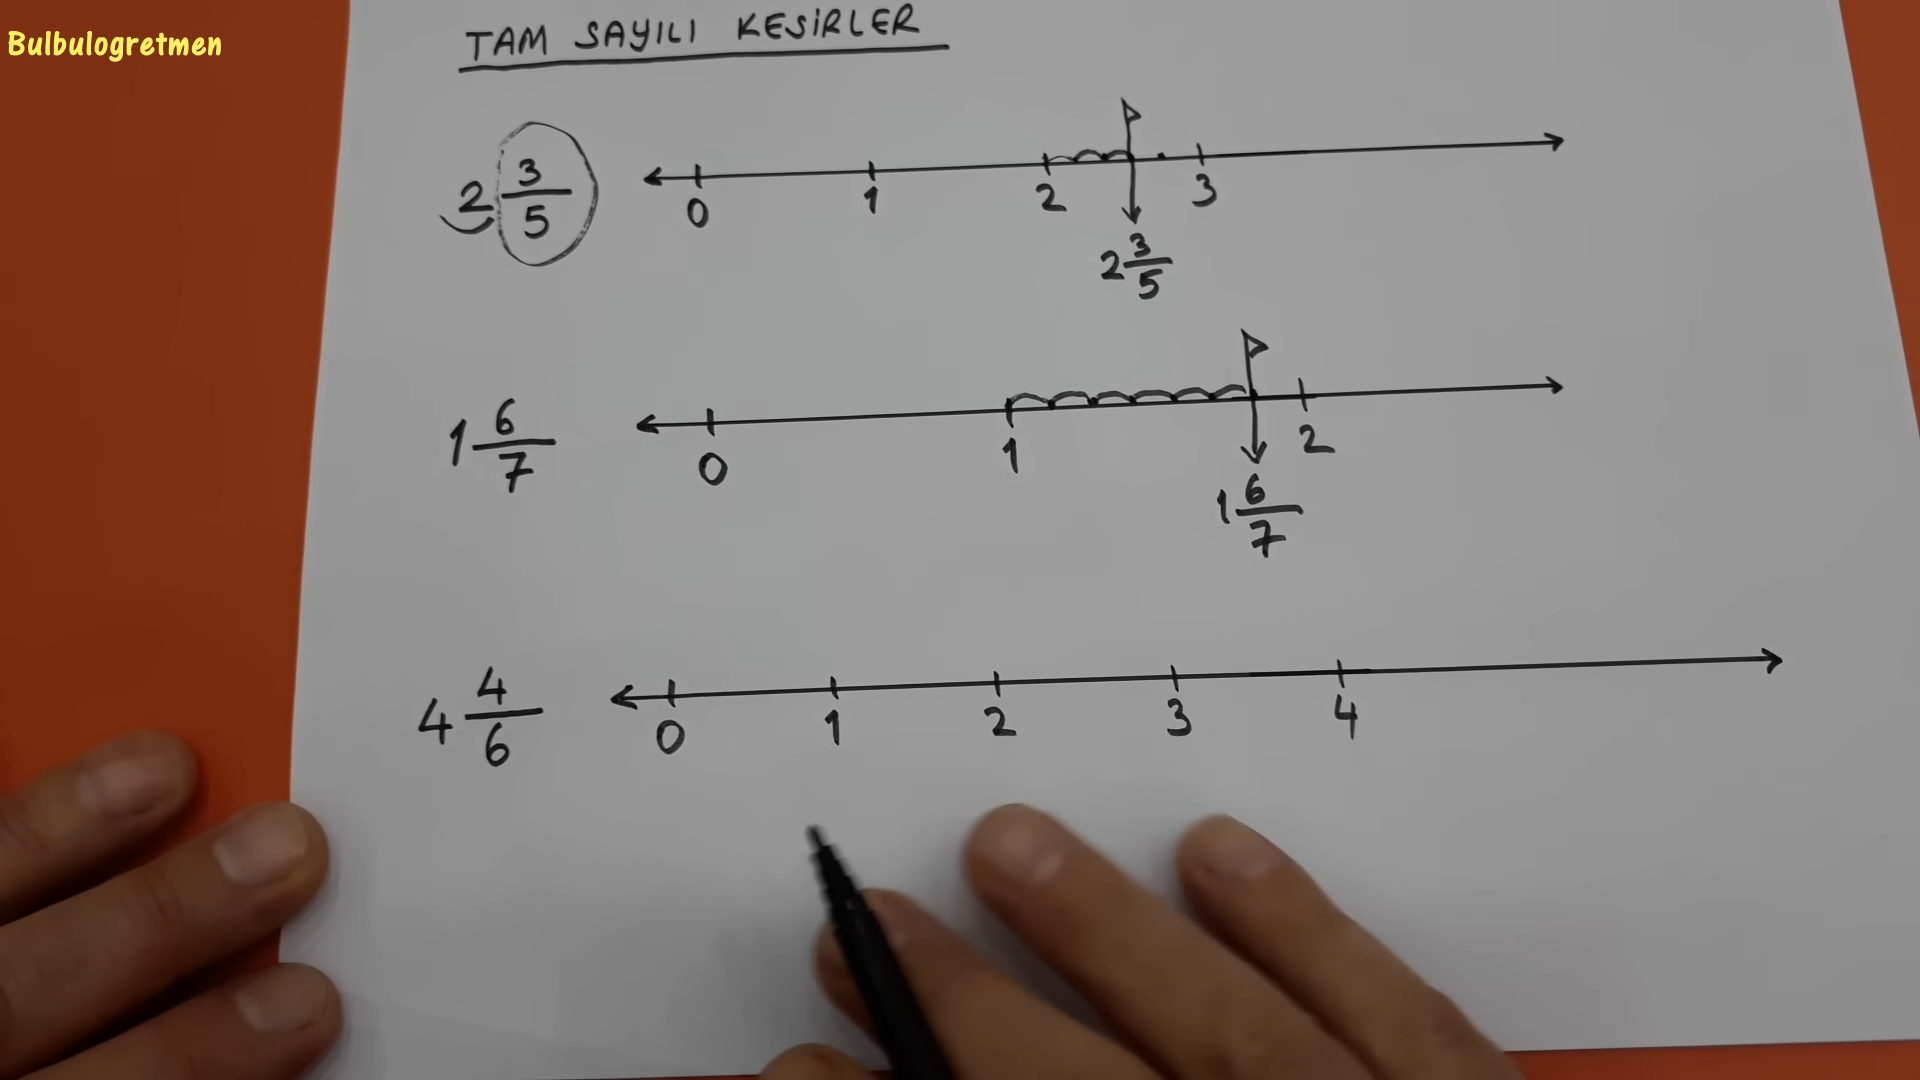 Bulbulogretmen
TAM SAYILI KESİRLER
2 3/5
0 1 2 3
2 3/5
1 6/7
0 1 2
1 6/7
4 4/6
0 1 2 3 4